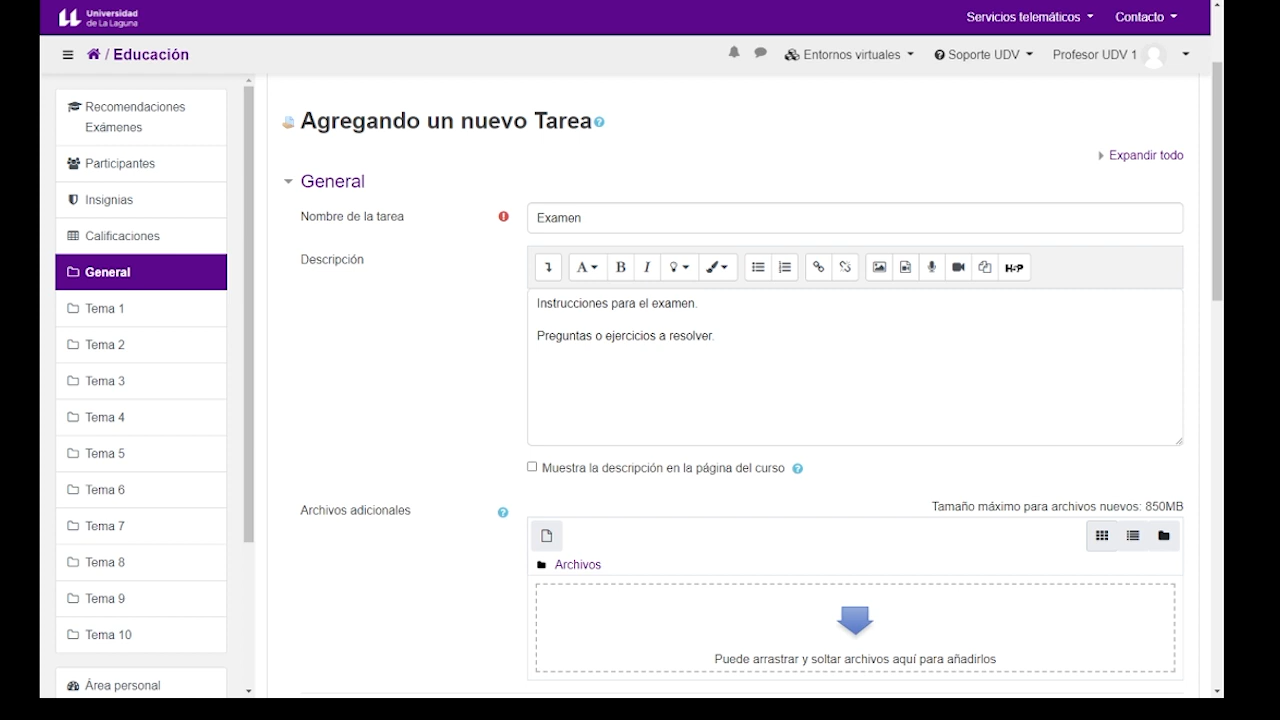 Universidad
de La Laguna
Servicios telemáticos
Contacto
/ Educación
Entornos virtuales
Soporte UDV
Profesor UDV 1
Recomendaciones
Exámenes
Participantes
Insignias
Calificaciones
General
Tema 1
Tema 2
Tema 3
Tema 4
Tema 5
Tema 6
Tema 7
Tema 8
Tema 9
Tema 10
Área personal
Agregando un nuevo Tarea
Expandir todo
General
Nombre de la tarea
Examen
Descripción
A
B
I
H-P
Instrucciones para el examen.
Preguntas o ejercicios a resolver.
Muestra la descripción en la página del curso
Archivos adicionales
Tamaño máximo para archivos nuevos: 850MB
Archivos
Puede arrastrar y soltar archivos aquí para añadirlos